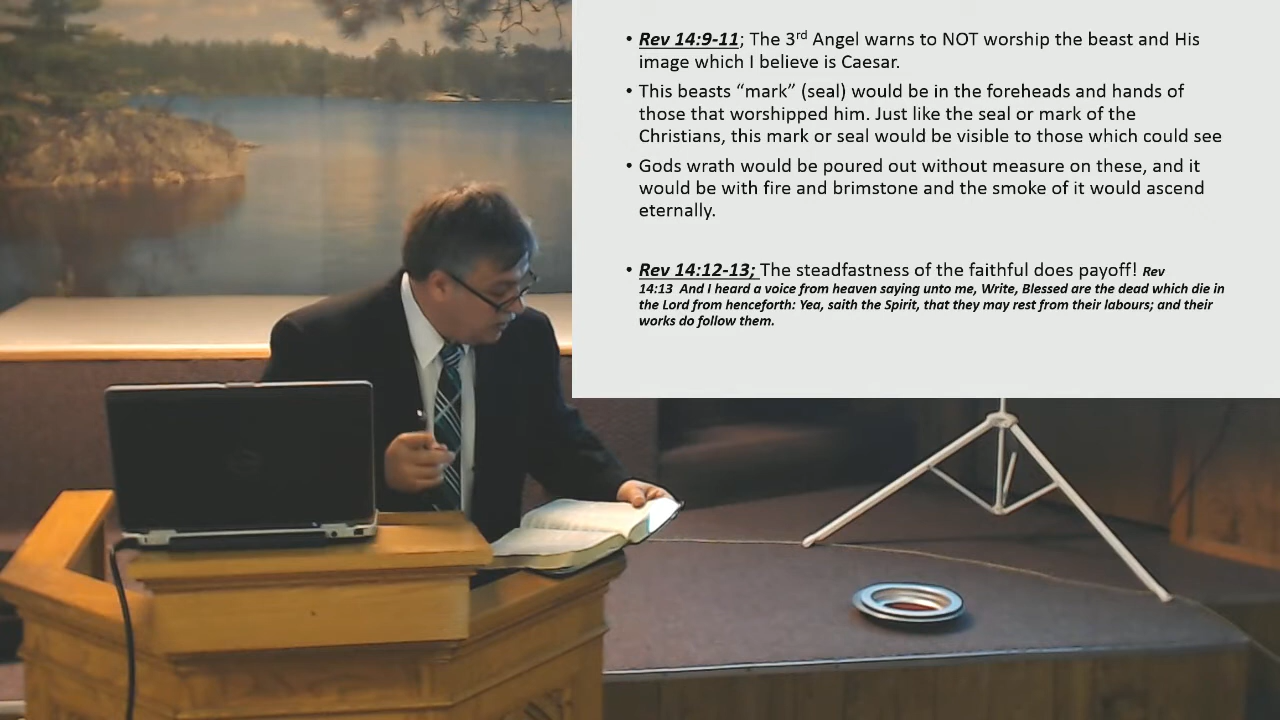 • Rev 14:9-11; The 3rd Angel warns to NOT worship the beast and His
image which I believe is Caesar.
• This beasts “mark” (seal) would be in the foreheads and hands of
those that worshipped him. Just like the seal or mark of the
Christians, this mark or seal would be visible to those which could see
• Gods wrath would be poured out without measure on these, and it
would be with fire and brimstone and the smoke of it would ascend
eternally.
• Rev 14:12-13; The steadfastness of the faithful does payoff! Rev
14:13 And I heard a voice from heaven saying unto me, Write, Blessed are the dead which die in
the Lord from henceforth: Yea, saith the Spirit, that they may rest from their labours; and their
works do follow them.